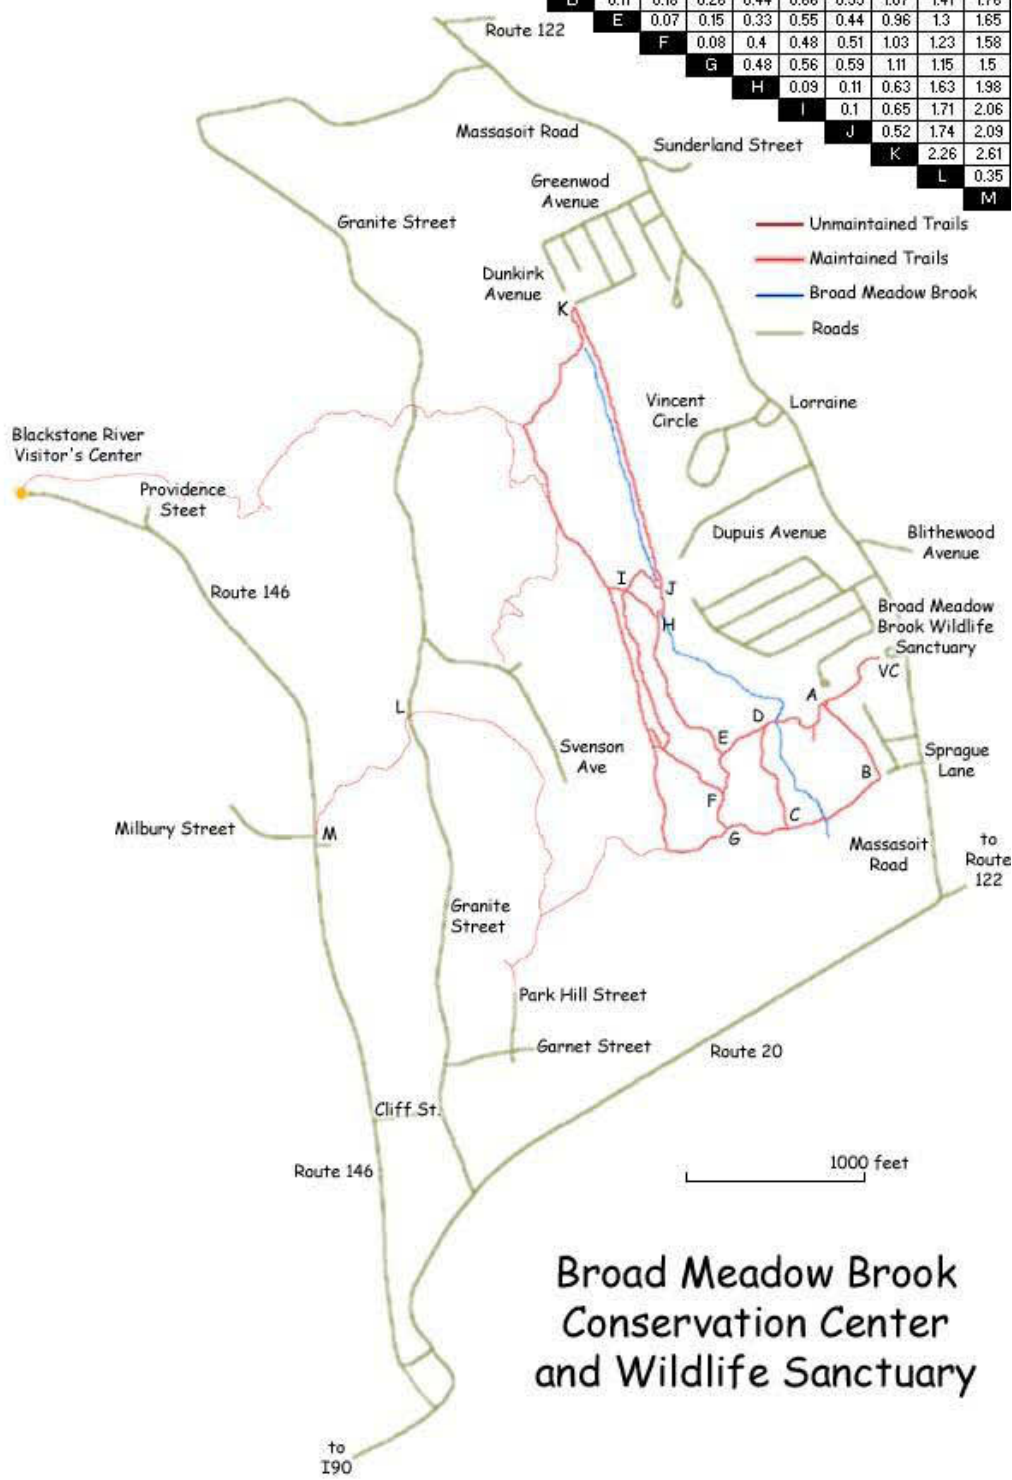 E 0.07 0.15 0.33 0.55 0.44 0.96 1.3 1.65
F 0.08 0.4 0.48 0.51 1.03 1.23 1.58
G 0.48 0.56 0.59 1.11 1.15 1.5
H 0.09 0.11 0.63 1.63 1.98
I 0.1 0.65 1.71 2.06
J 0.52 1.74 2.09
K 2.26 2.61
L 0.35
M
Route 122
Massasoit Road
Sunderland Street
Greenwod
Avenue
Granite Street
Unmaintained Trails
Maintained Trails
Broad Meadow Brook
Roads
Dunkirk
Avenue
K
Vincent
Circle
Lorraine
Blackstone River
Visitor's Center
Providence
Steet
Dupuis Avenue
Blithewood
Avenue
Route 146
I
J
H
Broad Meadow
Brook Wildlife
Sanctuary
VC
A
L
D
E
Svenson
Ave
Sprague
Lane
B
F
C
G
Milbury Street
M
Massasoit
Road
to
Route
122
Granite
Street
Park Hill Street
Garnet Street
Route 20
Cliff St.
Route 146
1000 feet
Broad Meadow Brook
Conservation Center
and Wildlife Sanctuary
to
I90